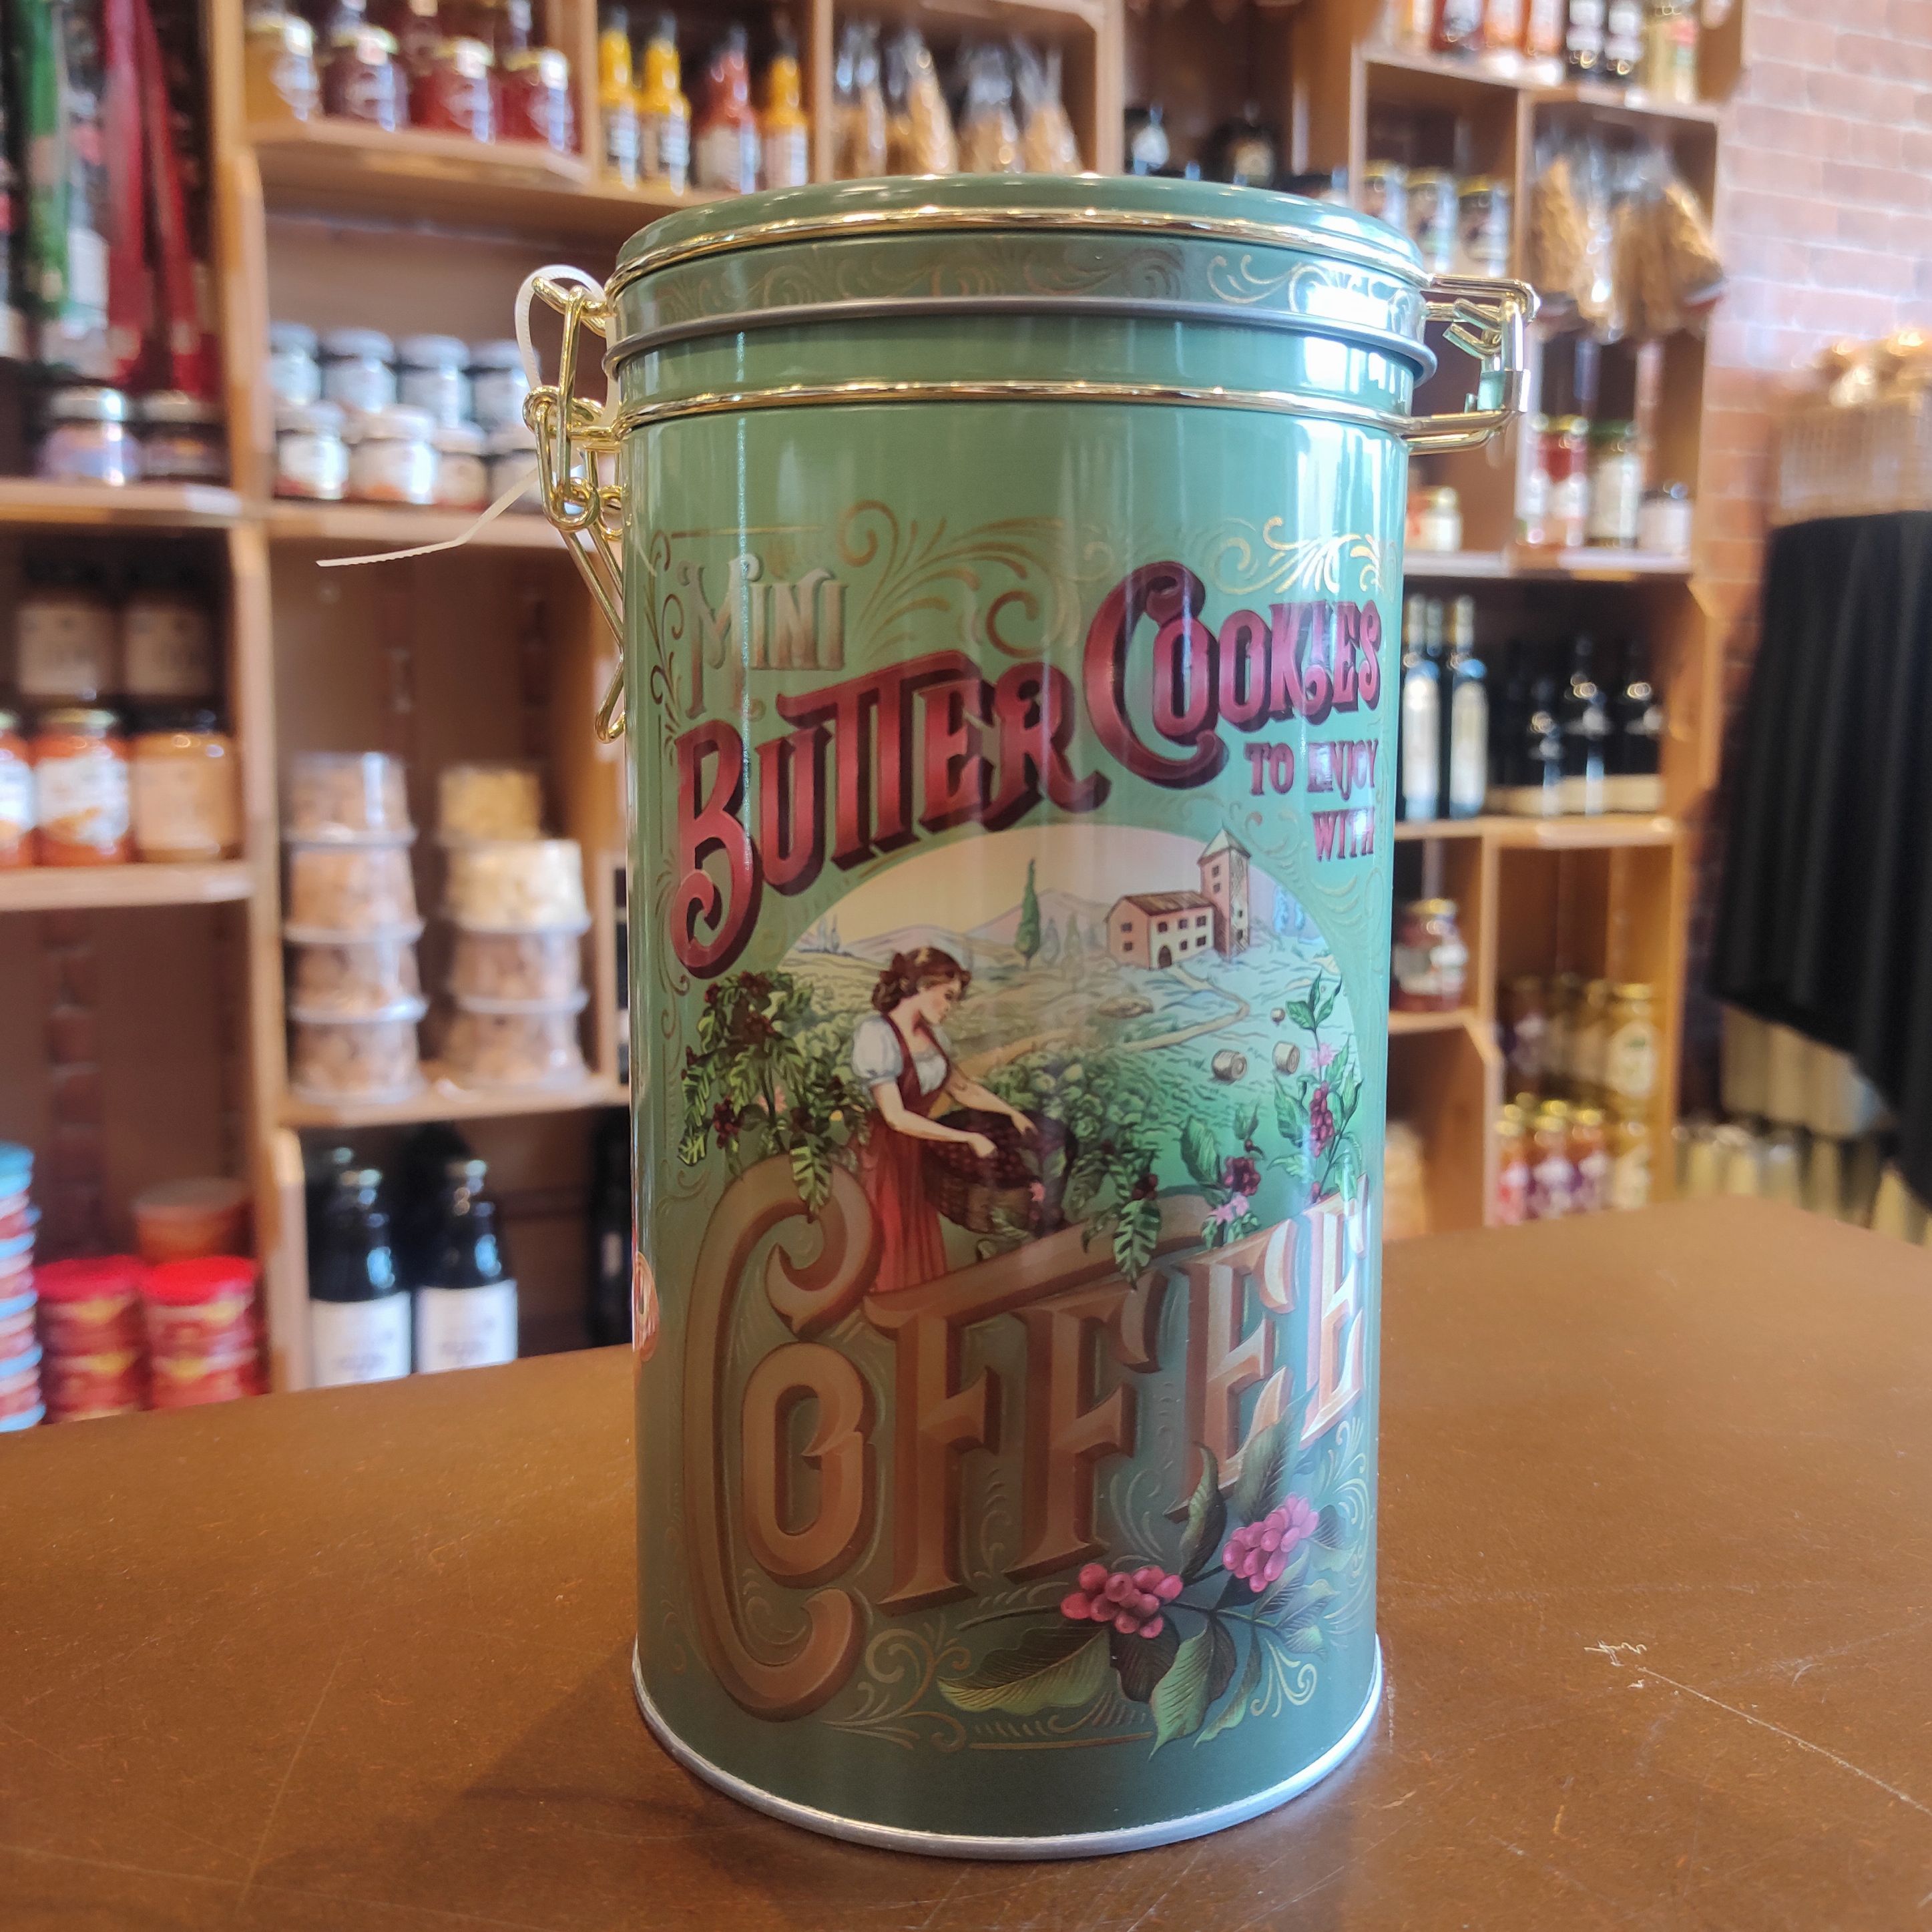 MINI
BUTTER COOKIES
TO ENJOY
WITH
COFFEE